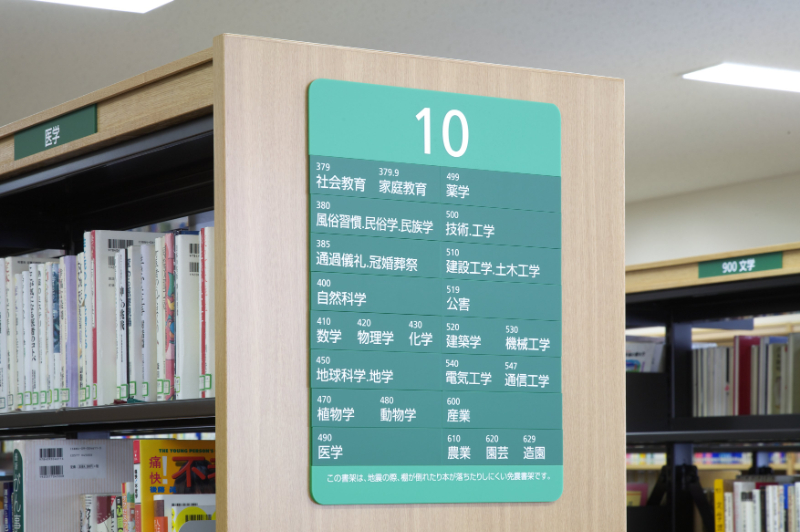 医学
10
379 379.9
社会教育 家庭教育
380
風俗習慣.民俗学.民族学
385
通過儀礼.冠婚葬祭
400
自然科学
410 420 430
数学 物理学 化学
450
地球科学.地学
470 480
植物学 動物学
490
医学
499
薬学
500
技術.工学
510
建設工学.土木工学
519
公害
520 530
建築学 機械工学
540 547
電気工学 通信工学
600
産業
610 620 629
農業 園芸 造園
この書架は、地震の際、棚が倒れたり本が落ちたりしにくい免震書架です。
900 文学
痛快!不